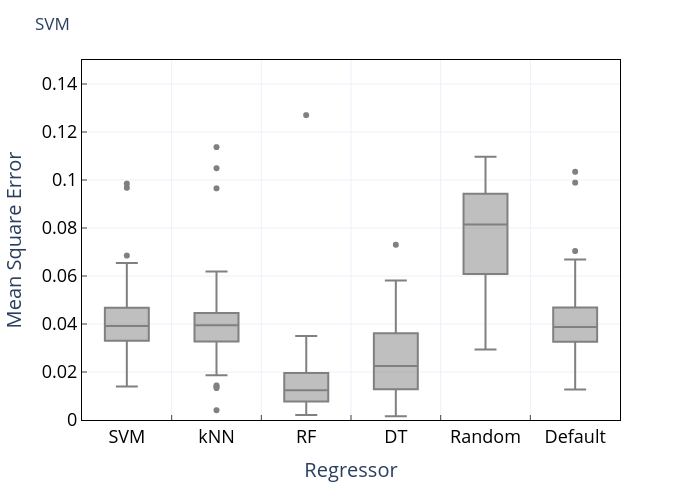 SVM
0.14
0.12
0.1
0.08
0.06
0.04
0.02
0
Mean Square Error
SVM kNN RF DT Random Default
Regressor